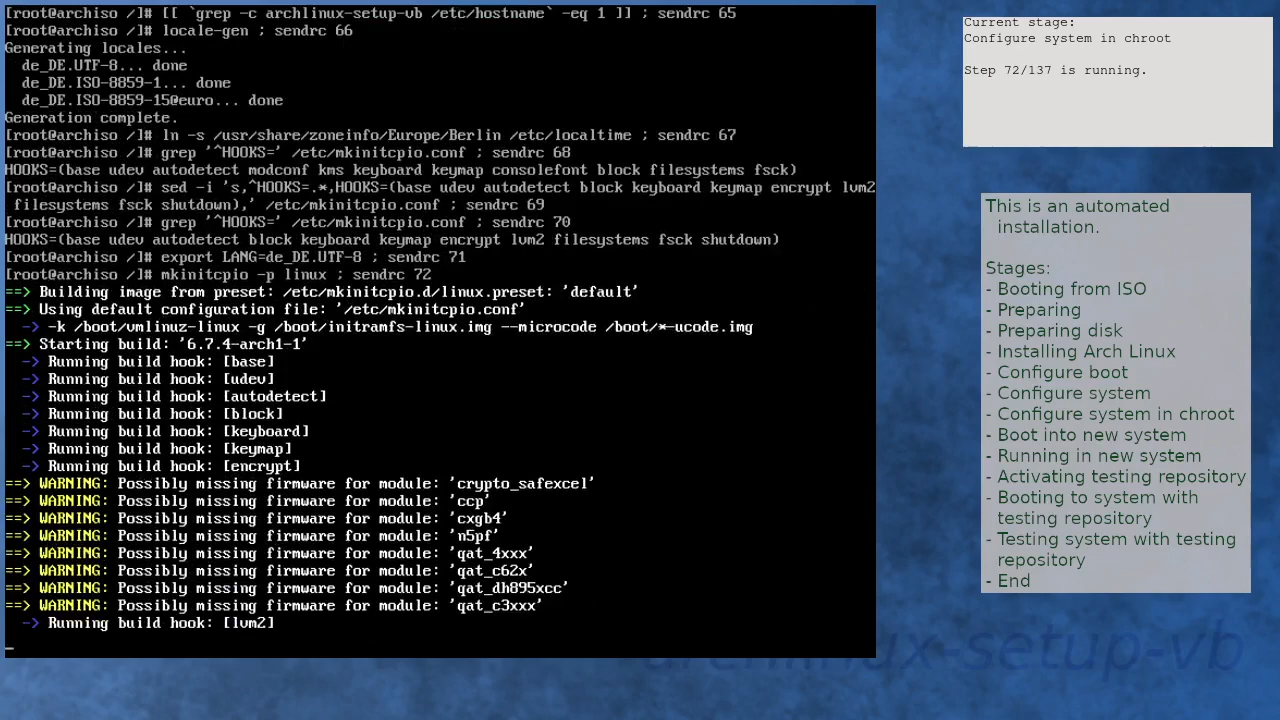 [root@archiso /]# [[ `grep -c archlinux-setup-vb /etc/hostname` -eq 1 ]] ; sendrc 65
[root@archiso /]# locale-gen ; sendrc 66
Generating locales...
  de_DE.UTF-8... done
  de_DE.ISO-8859-1... done
  de_DE.ISO-8859-15@euro... done
Generation complete.
[root@archiso /]# ln -s /usr/share/zoneinfo/Europe/Berlin /etc/localtime ; sendrc 67
[root@archiso /]# grep '^HOOKS=' /etc/mkinitcpio.conf ; sendrc 68
HOOKS=(base udev autodetect modconf kms keyboard keymap consolefont block filesystems fsck)
[root@archiso /]# sed -i 's,^HOOKS=.*,HOOKS=(base udev autodetect block keyboard keymap encrypt lvm2
 filesystems fsck shutdown),' /etc/mkinitcpio.conf ; sendrc 69
[root@archiso /]# grep '^HOOKS=' /etc/mkinitcpio.conf ; sendrc 70
HOOKS=(base udev autodetect block keyboard keymap encrypt lvm2 filesystems fsck shutdown)
[root@archiso /]# export LANG=de_DE.UTF-8 ; sendrc 71
[root@archiso /]# mkinitcpio -p linux ; sendrc 72
==> Building image from preset: /etc/mkinitcpio.d/linux.preset: 'default'
==> Using default configuration file: '/etc/mkinitcpio.conf'
  -> -k /boot/vmlinuz-linux -g /boot/initramfs-linux.img --microcode /boot/*-ucode.img
==> Starting build: '6.7.4-arch1-1'
  -> Running build hook: [base]
  -> Running build hook: [udev]
  -> Running build hook: [autodetect]
  -> Running build hook: [block]
  -> Running build hook: [keyboard]
  -> Running build hook: [keymap]
  -> Running build hook: [encrypt]
==> WARNING: Possibly missing firmware for module: 'crypto_safexcel'
==> WARNING: Possibly missing firmware for module: 'ccp'
==> WARNING: Possibly missing firmware for module: 'cxgb4'
==> WARNING: Possibly missing firmware for module: 'n5pf'
==> WARNING: Possibly missing firmware for module: 'qat_4xxx'
==> WARNING: Possibly missing firmware for module: 'qat_c62x'
==> WARNING: Possibly missing firmware for module: 'qat_dh895xcc'
==> WARNING: Possibly missing firmware for module: 'qat_c3xxx'
  -> Running build hook: [lvm2]
Current stage:
Configure system in chroot
Step 72/137 is running.
This is an automated
installation.
Stages:
- Booting from ISO
- Preparing
- Preparing disk
- Installing Arch Linux
- Configure boot
- Configure system
- Configure system in chroot
- Boot into new system
- Running in new system
- Activating testing repository
- Booting to system with
testing repository
- Testing system with testing
repository
- End
archlinux-setup-vb